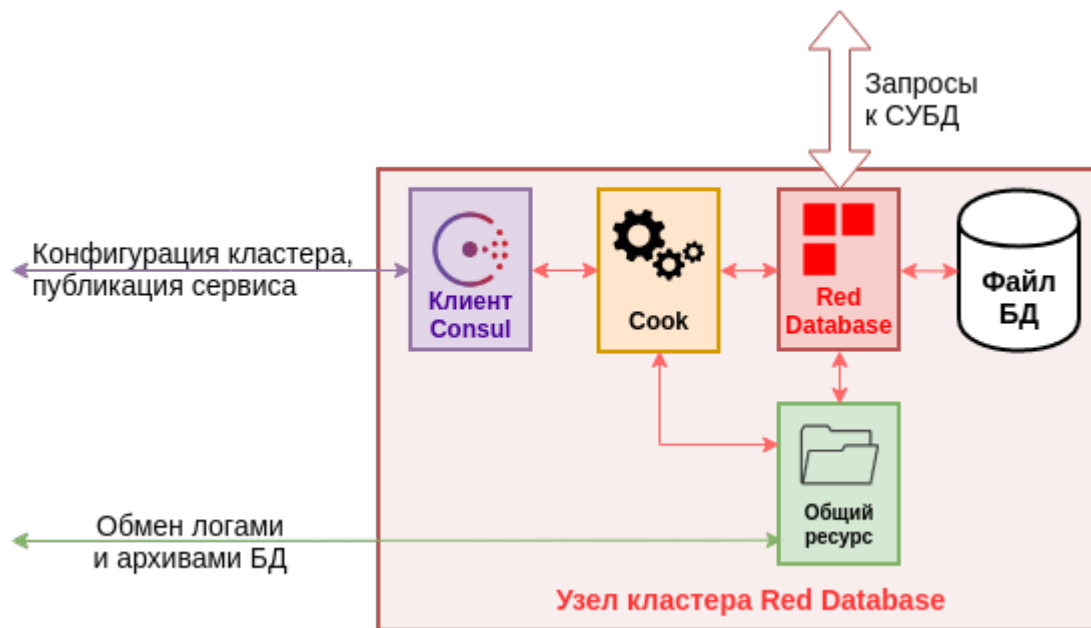 Запросы
к СУБД
Конфигурация кластера,
публикация сервиса
Клиент
Consul
Cook
Red
Database
Файл
БД
Общий
ресурс
Обмен логами
и архивами БД
Узел кластера Red Database